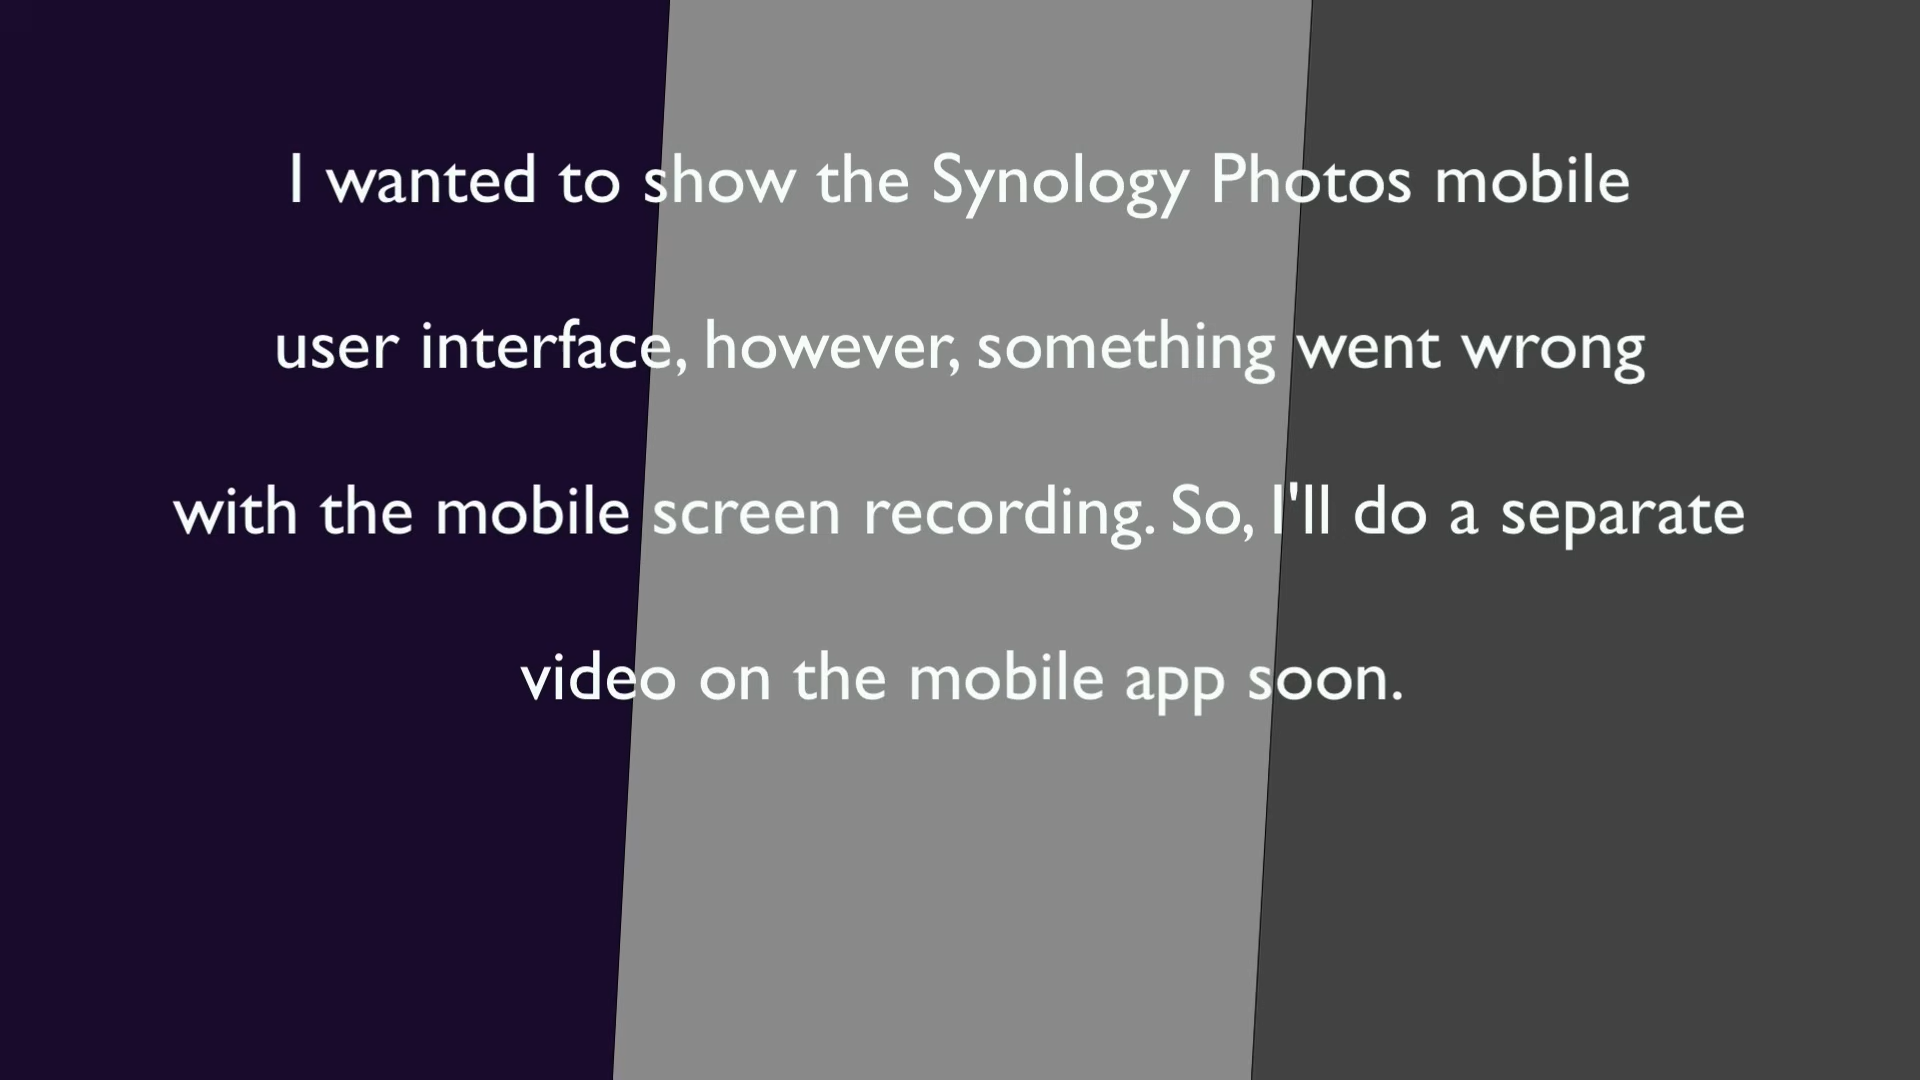 I wanted to show the Synology Photos mobile
user interface, however, something went wrong
with the mobile screen recording. So, I'll do a separate
video on the mobile app soon.